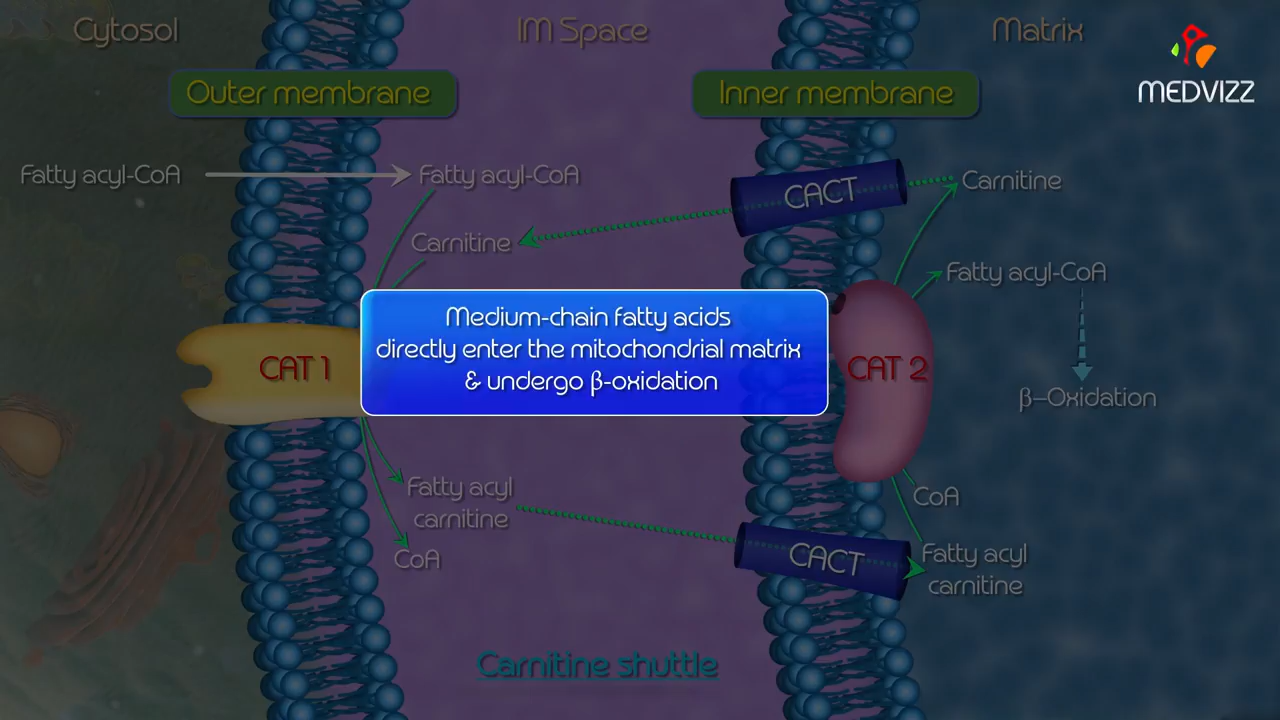 Cytosol
IM Space
Matrix
MEDVIZZ
Outer membrane
Inner membrane
Fatty acyl-CoA
Fatty acyl-CoA
CACT
Carnitine
Carnitine
Fatty acyl-CoA
Medium-chain fatty acids
directly enter the mitochondrial matrix
& undergo β-oxidation
CAT 1
CAT 2
β–Oxidation
Fatty acyl
carnitine
CoA
CoA
CACT
Fatty acyl
carnitine
Carnitine shuttle